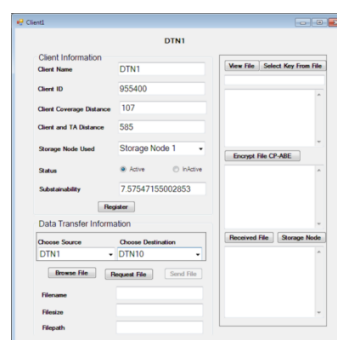 Client1
DTN1
Client Information
Client Name DTN1
Client ID 955400
Client Coverage Distance 107
Client and TA Distance 585
Storage Node Used Storage Node 1
Status Active InActive
Substainability 7.57547155002853
Register
Data Transfer Information
Choose Source Choose Destination
DTN1 DTN10
Browse File Request File Send File
Filename
Filesize
Filepath
View File Select Key From File
Encrypt File CP-ABE
Received File Storage Node